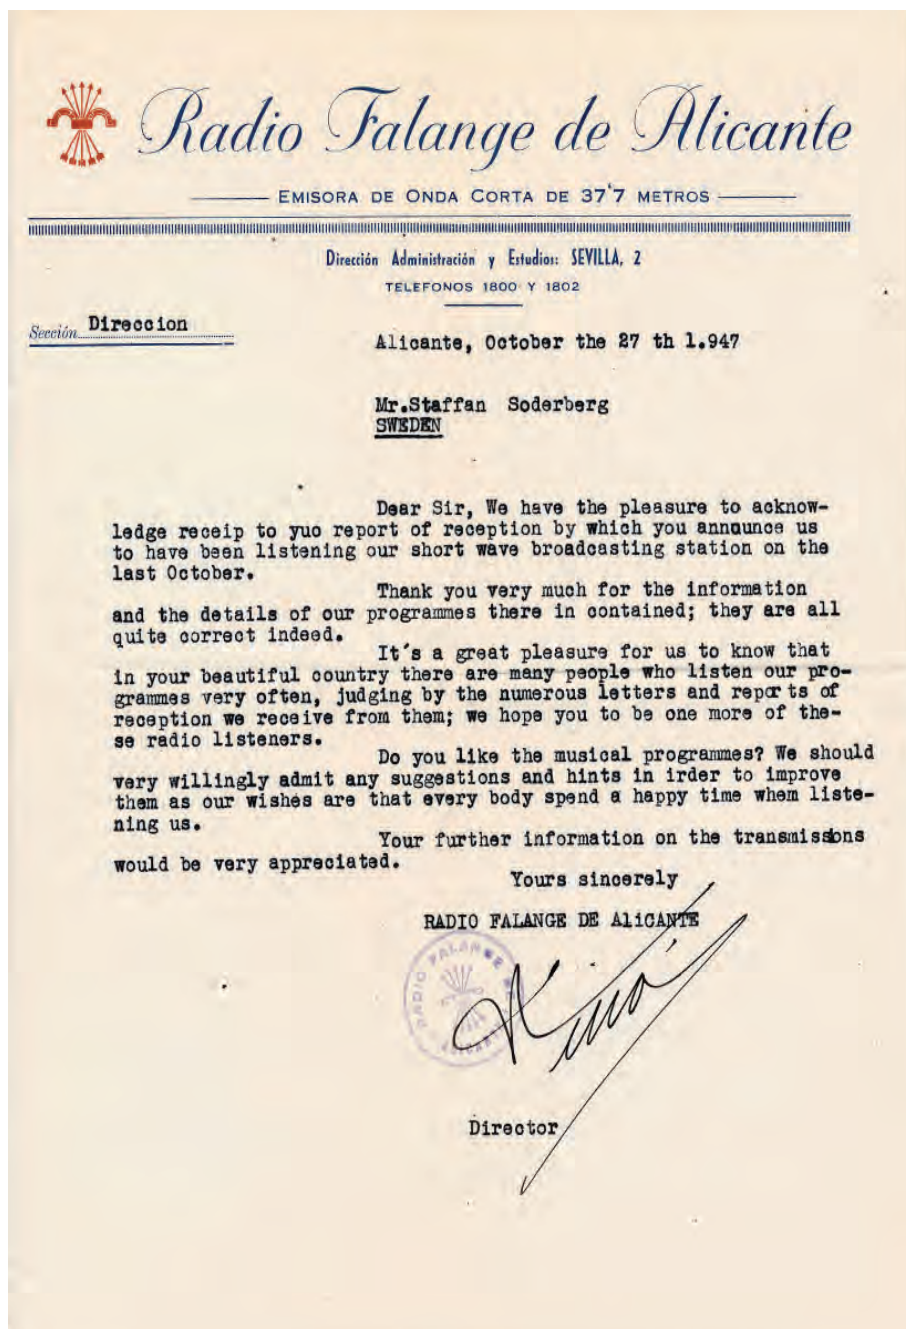 Radio Falange de Alicante
EMISORA DE ONDA CORTA DE 37'7 METROS
Dirección Administración y Estudios: SEVILLA, 2
TELEFONOS 1800 Y 1802
Sección Direccion
Alicante, October the 27 th 1.947
Mr.Staffan Soderberg
SWEDEN
Dear Sir, We have the pleasure to acknow-
ledge receip to yuo report of reception by which you announce us
to have been listening our short wave broadcasting station on the
last October.
Thank you very much for the information
and the details of our programmes there in contained; they are all
quite correct indeed.
It's a great pleasure for us to know that
in your beautiful country there are many people who listen our pro-
grammes very often, judging by the numerous letters and reports of
reception we receive from them; we hope you to be one more of the-
se radio listeners.
Do you like the musical programmes? We should
very willingly admit any suggestions and hints in irder to improve
them as our wishes are that every body spend a happy time whem liste-
ning us.
Your further information on the transmissions
would be very appreciated.
Yours sincerely
RADIO FALANGE DE AliCANTE
RADIO FALANGE DE
ALICANTE
Director